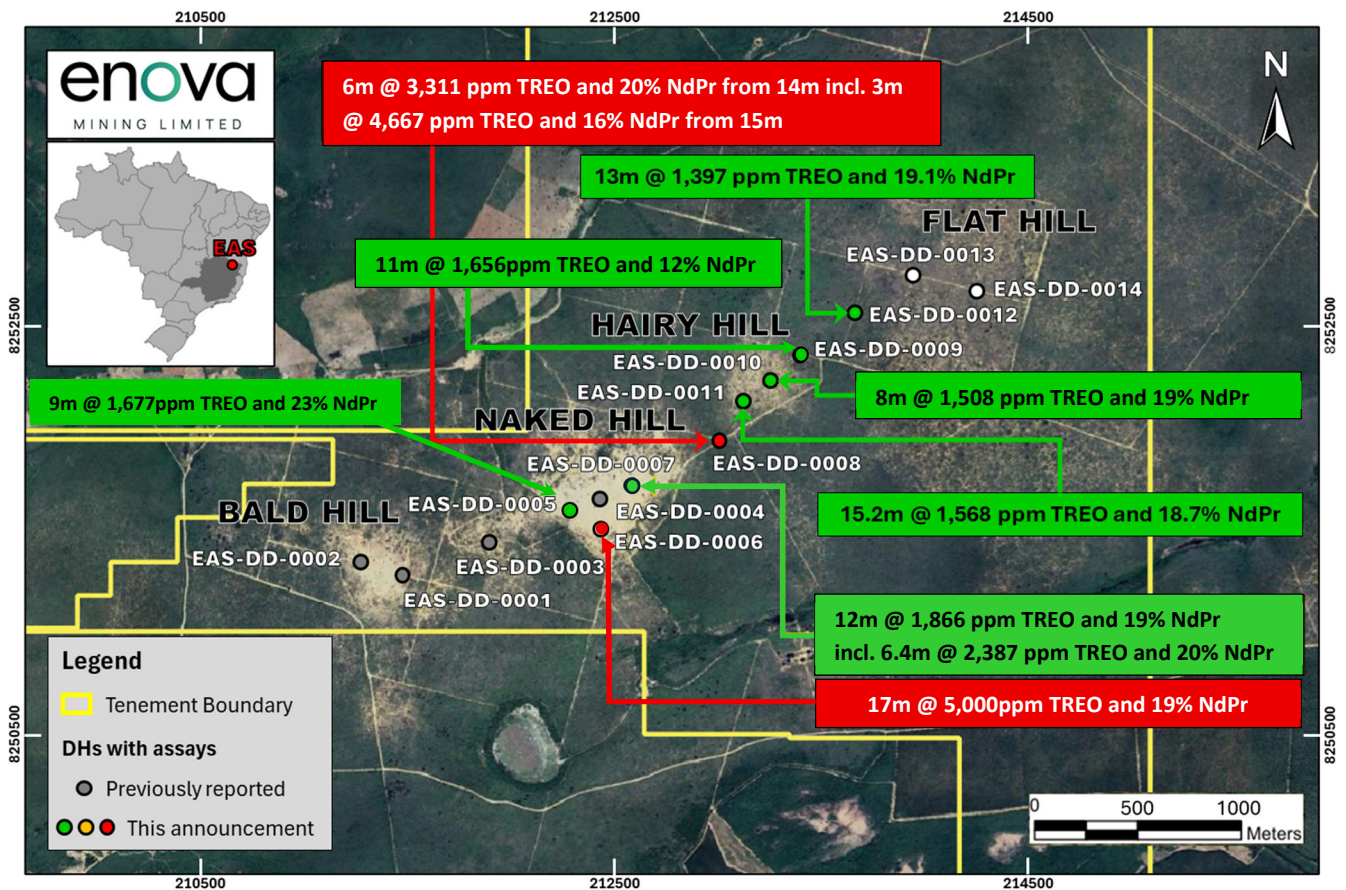 210500
212500
214500
enova
MINING LIMITED
EAS
6m @ 3,311 ppm TREO and 20% NdPr from 14m incl. 3m
@ 4,667 ppm TREO and 16% NdPr from 15m
N
13m @ 1,397 ppm TREO and 19.1% NdPr
FLAT HILL
EAS-DD-0013
EAS-DD-0014
EAS-DD-0012
11m @ 1,656ppm TREO and 12% NdPr
8252500
8252500
HAIRY HILL
EAS-DD-0009
EAS-DD-0010
EAS-DD-0011
8m @ 1,508 ppm TREO and 19% NdPr
9m @ 1,677ppm TREO and 23% NdPr
NAKED HILL
EAS-DD-0007
EAS-DD-0008
BALD HILL
EAS-DD-0005
EAS-DD-0004
15.2m @ 1,568 ppm TREO and 18.7% NdPr
EAS-DD-0006
EAS-DD-0002
EAS-DD-0003
EAS-DD-0001
12m @ 1,866 ppm TREO and 19% NdPr
incl. 6.4m @ 2,387 ppm TREO and 20% NdPr
17m @ 5,000ppm TREO and 19% NdPr
Legend
Tenement Boundary
DHs with assays
Previously reported
This announcement
8250500
8250500
0 500 1000
Meters
210500
212500
214500